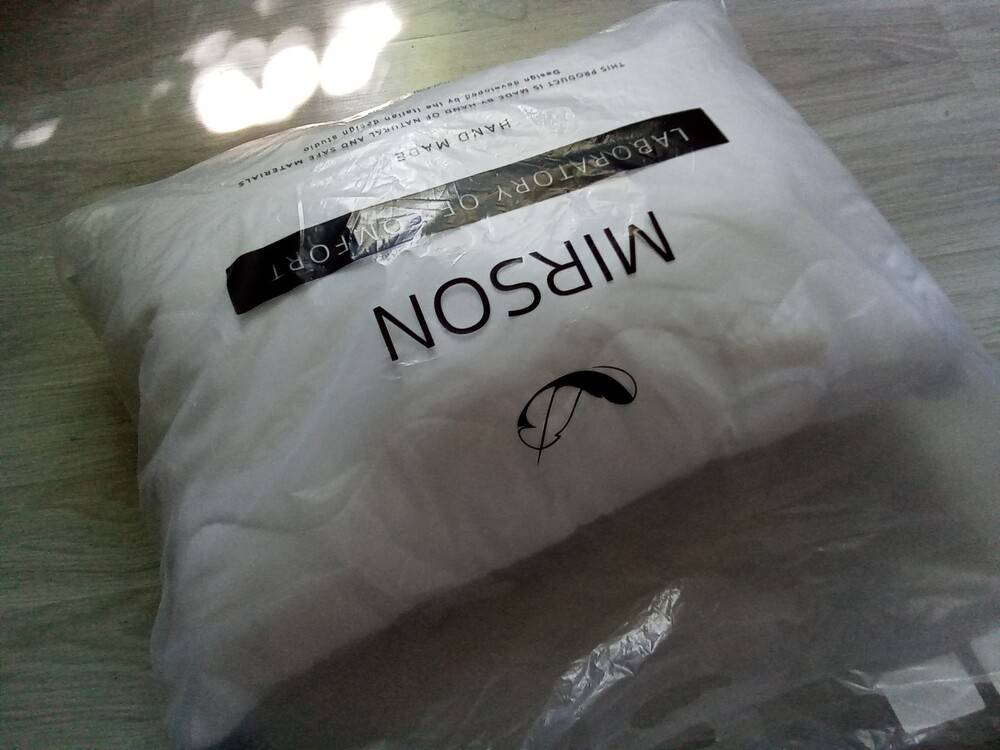 MIRSON
LABORATORY OF COMFORT
HAND MADE
THIS PRODUCT IS MADE BY HAND OF NATURAL AND SAFE MATERIALS
Design developed by the Italian design studio